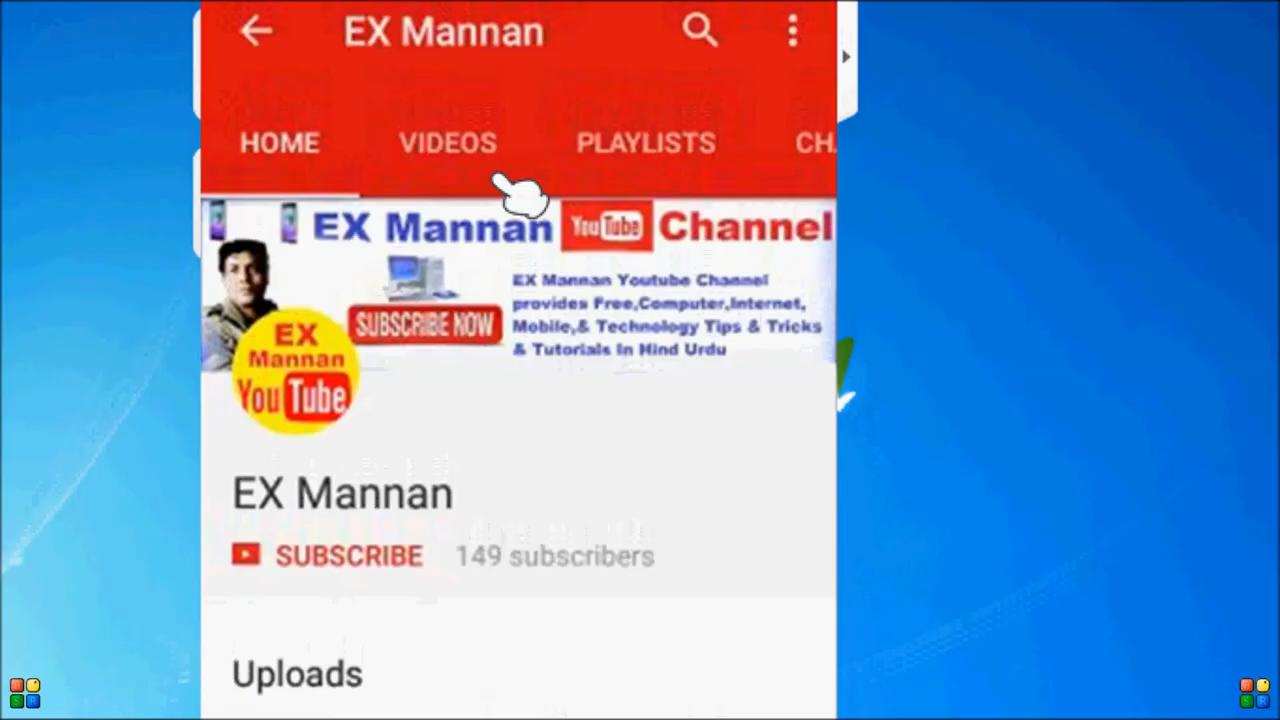 EX Mannan
HOME VIDEOS PLAYLISTS CH
EX Mannan YouTube Channel
EX Mannan Youtube Channel
provides Free,Computer,Internet,
Mobile,& Technology Tips & Tricks
& Tutorials In Hind Urdu
SUBSCRIBE NOW
EX
Mannan
YouTube
EX Mannan
SUBSCRIBE 149 subscribers
Uploads